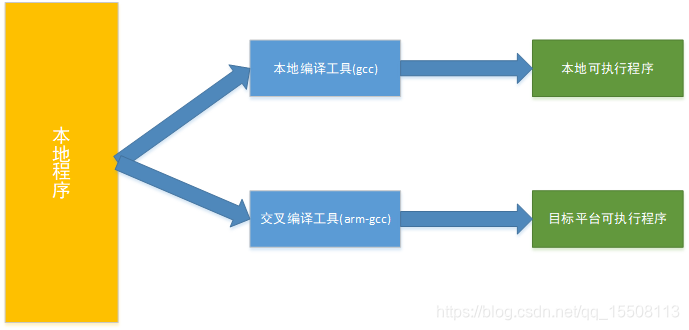 本地程序
本地编译工具(gcc)
本地可执行程序
交叉编译工具(arm-gcc)
目标平台可执行程序
https://blog.csdn.net/qq_15508113